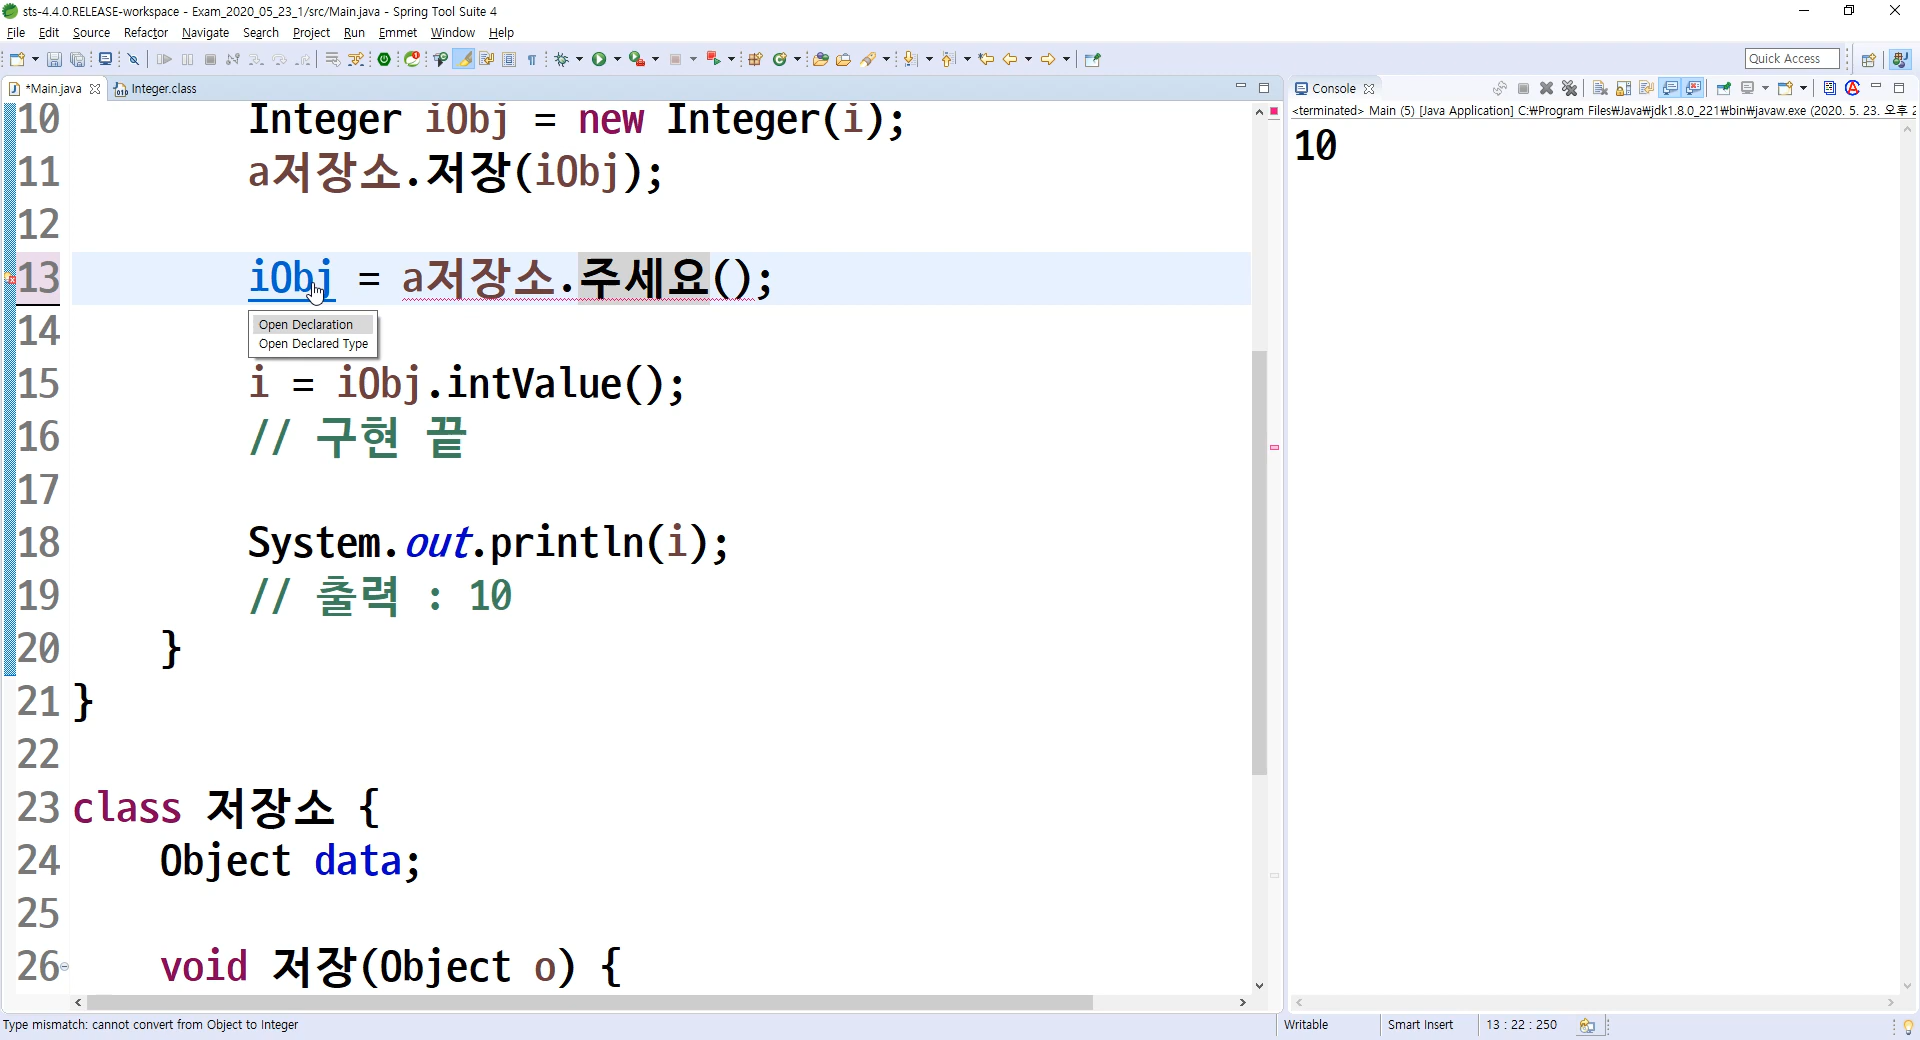 sts-4.4.0.RELEASE-workspace - Exam_2020_05_23_1/src/Main.java - Spring Tool Suite 4
File Edit Source Refactor Navigate Search Project Run Emmet Window Help
Quick Access
*Main.java Integer.class
10 Integer iObj = new Integer(i);
11 a저장소.저장(iObj);
12
13 iObj = a저장소.주세요();
Open Declaration
Open Declared Type
14
15 i = iObj.intValue();
16 // 구현 끝
17
18 System.out.println(i);
19 // 출력 : 10
20 }
21 }
22
23 class 저장소 {
24 Object data;
25
26 void 저장(Object o) {
Console
<terminated> Main (5) [Java Application] C:₩Program Files₩Java₩jdk1.8.0_221₩bin₩javaw.exe (2020. 5. 23. 오후 2
10
Type mismatch: cannot convert from Object to Integer
Writable Smart Insert 13 : 22 : 250